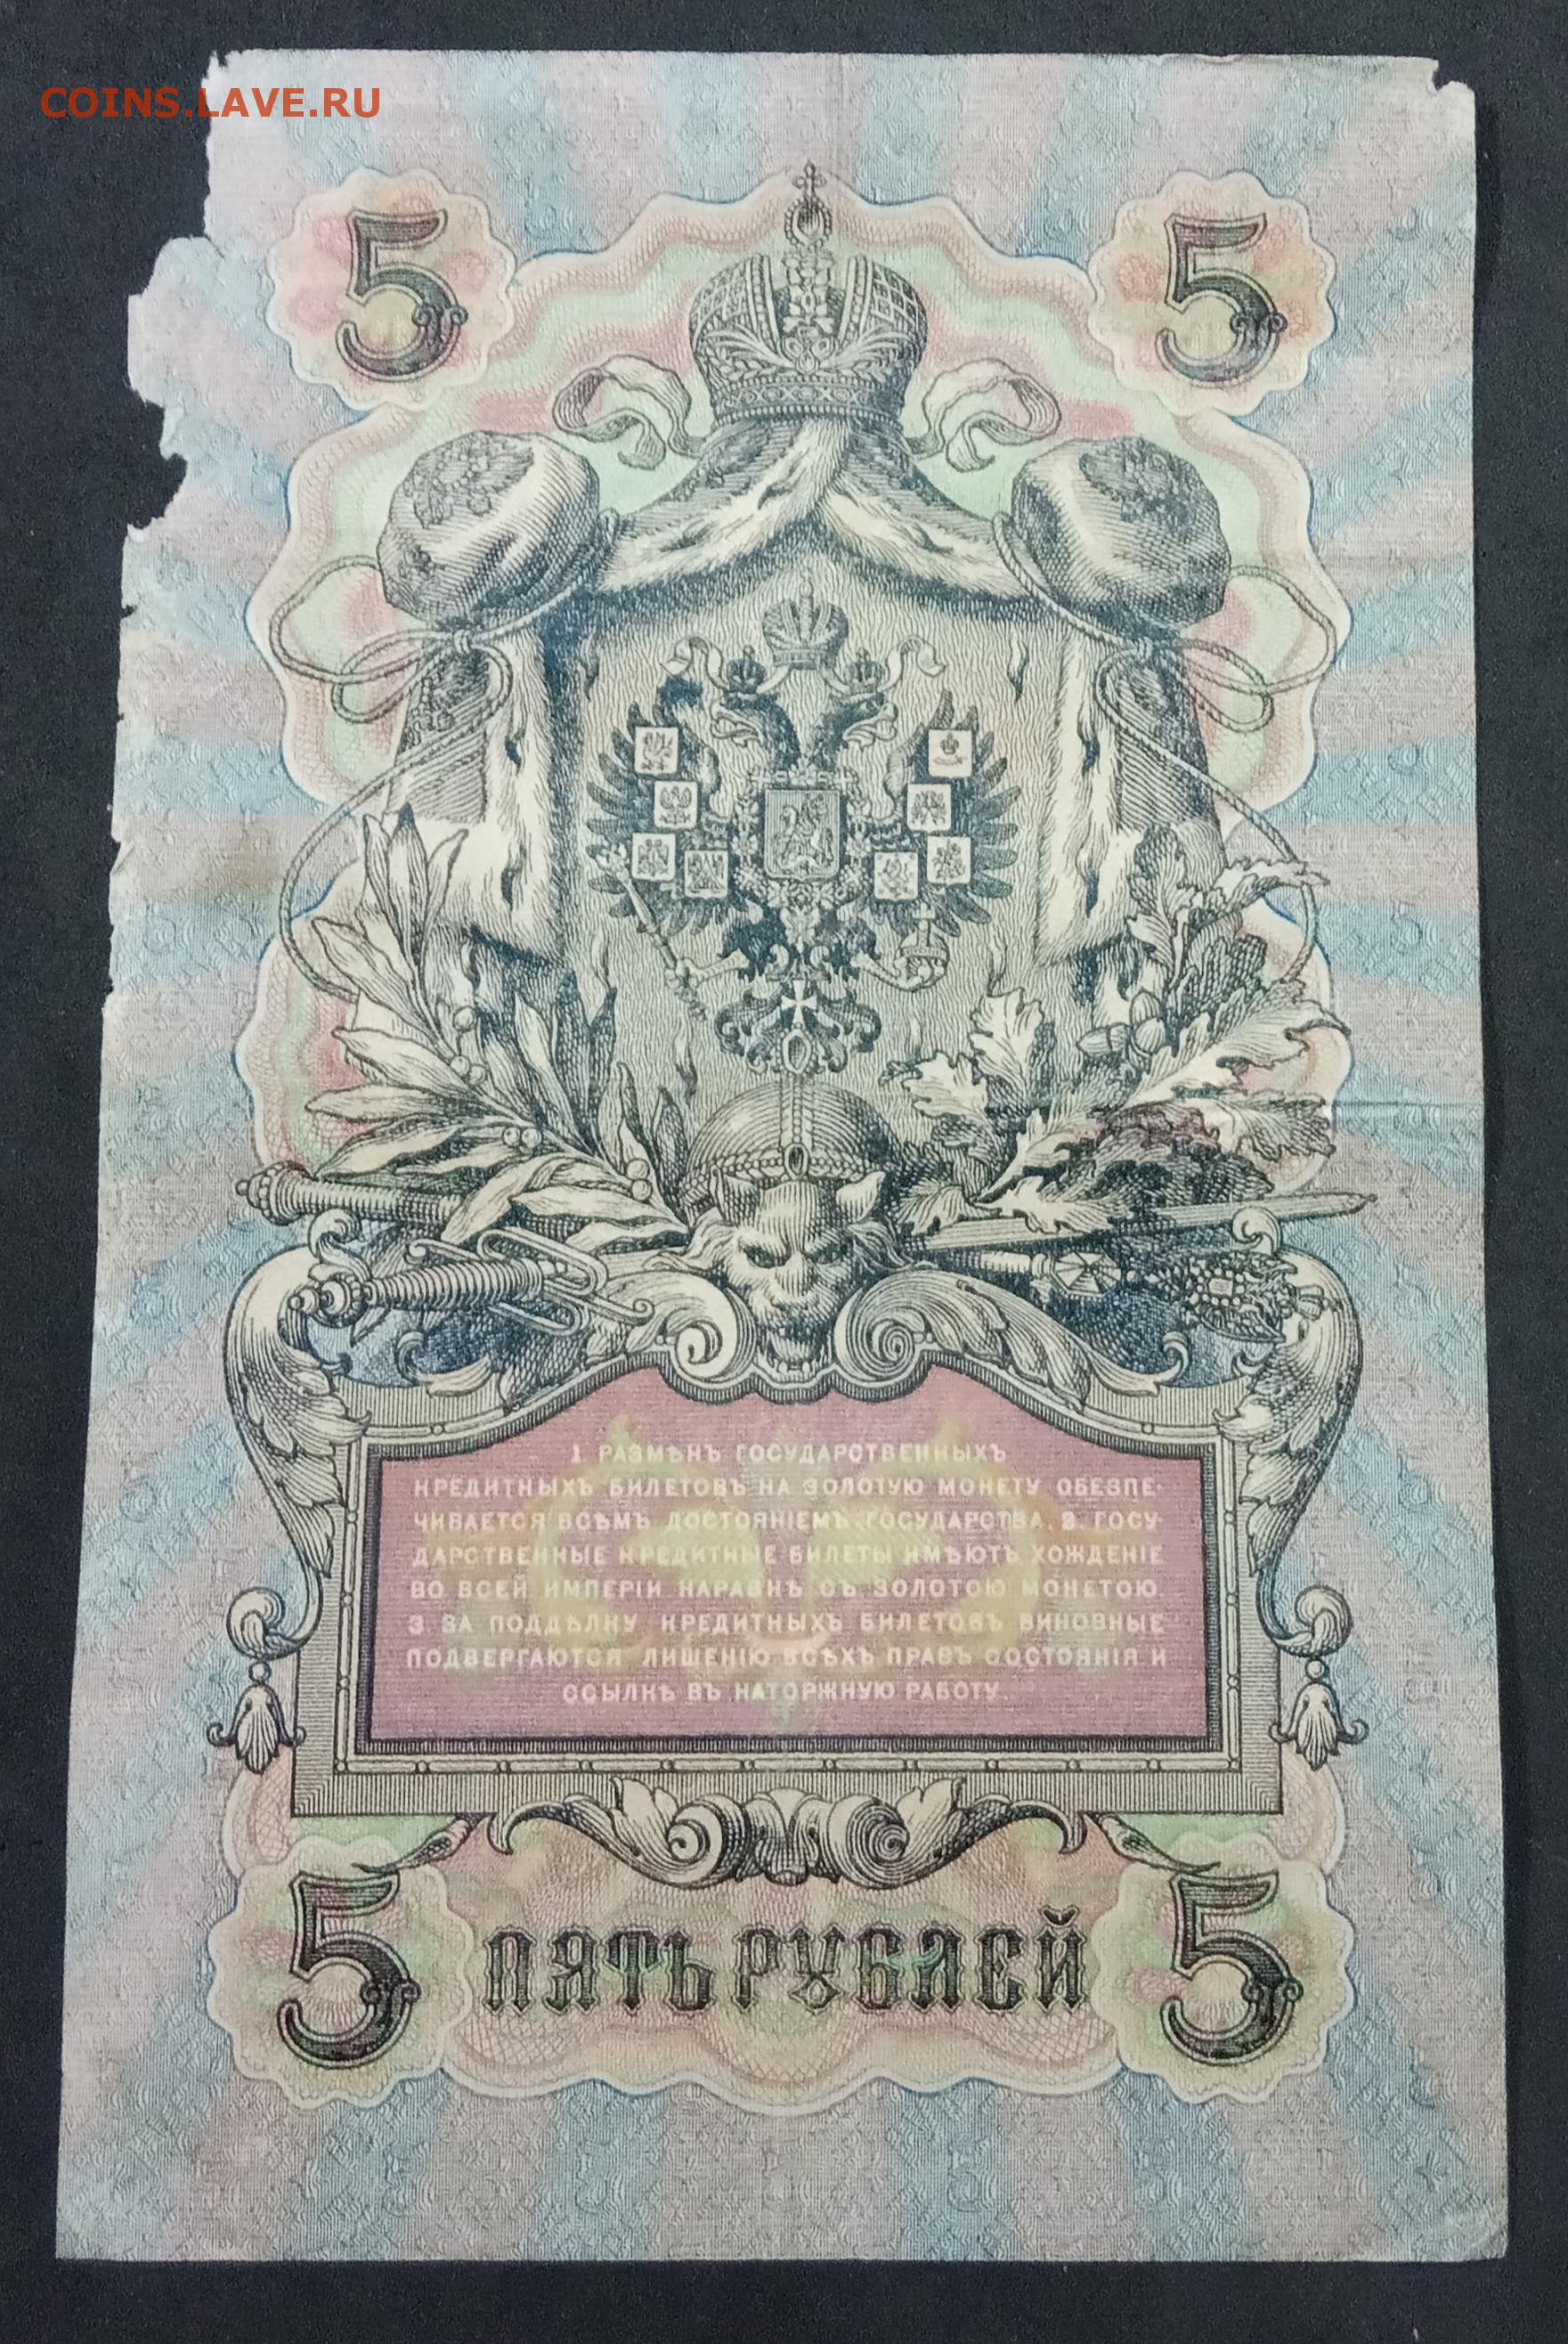 COINS.LAVE.RU
5 5
1. РАЗМѢНЪ ГОСУДАРСТВЕННЫХЪ
КРЕДИТНЫХЪ БИЛЕТОВЪ НА ЗОЛОТУЮ МОНЕТУ ОБЕЗПЕ-
ЧИВАЕТСЯ ВСѢМЪ ДОСТОЯНІЕМЪ ГОСУДАРСТВА. 2. ГОСУ-
ДАРСТВЕННЫЕ КРЕДИТНЫЕ БИЛЕТЫ ИМѢЮТЪ ХОЖДЕНІЕ
ВО ВСЕЙ ИМПЕРІИ НАРАВНѢ СЪ ЗОЛОТОЮ МОНЕТОЮ.
3. ЗА ПОДДѢЛКУ КРЕДИТНЫХЪ БИЛЕТОВЪ ВИНОВНЫЕ
ПОДВЕРГАЮТСЯ ЛИШЕНІЮ ВСѢХЪ ПРАВЪ СОСТОЯНІЯ И
ССЫЛКѢ ВЪ КАТОРЖНУЮ РАБОТУ.
5 ПЯТЬ РУБЛЕЙ 5